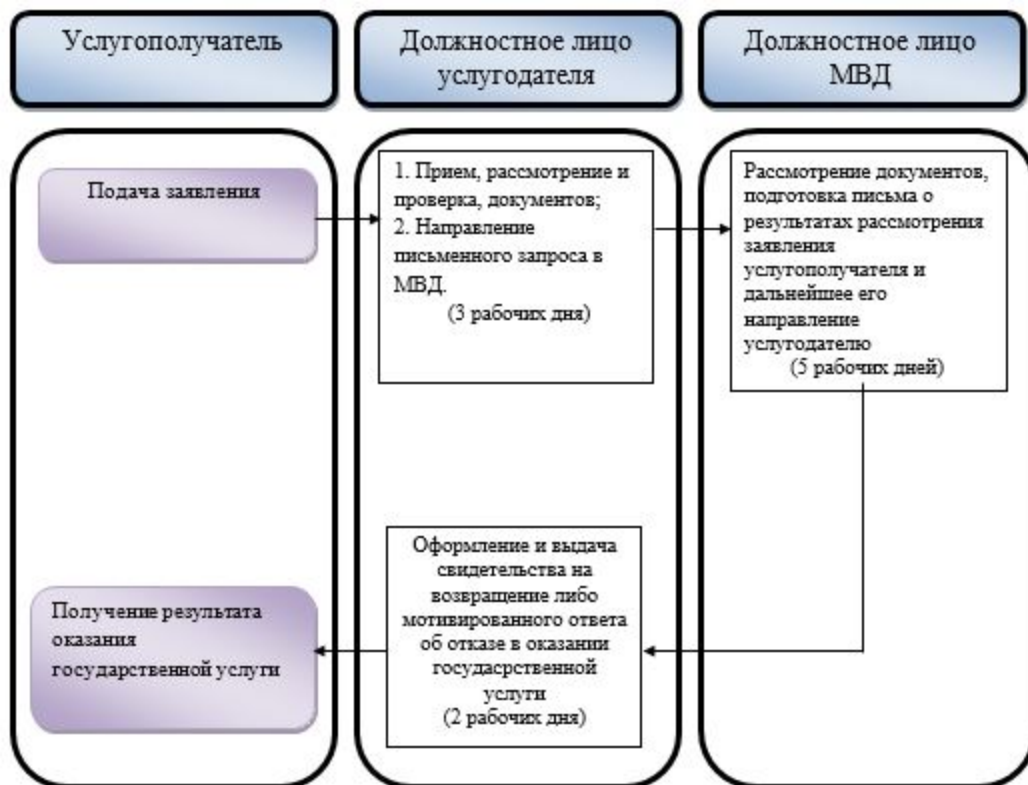 Услугополучатель
Должностное лицо
услугодателя
Должностное лицо
МВД
Подача заявления
1. Прием, рассмотрение и
проверка, документов;
2. Направление
письменного запроса в
МВД.
(3 рабочих дня)
Рассмотрение документов,
подготовка письма о
результатах рассмотрения
заявления
услугополучателя и
дальнейшее его
направление
услугодателю
(5 рабочих дней)
Оформление и выдача
свидетельства на
возвращение либо
мотивированного ответа
об отказе в оказании
госудасрственной
услуги
(2 рабочих дня)
Получение результата
оказания
государственной услуги